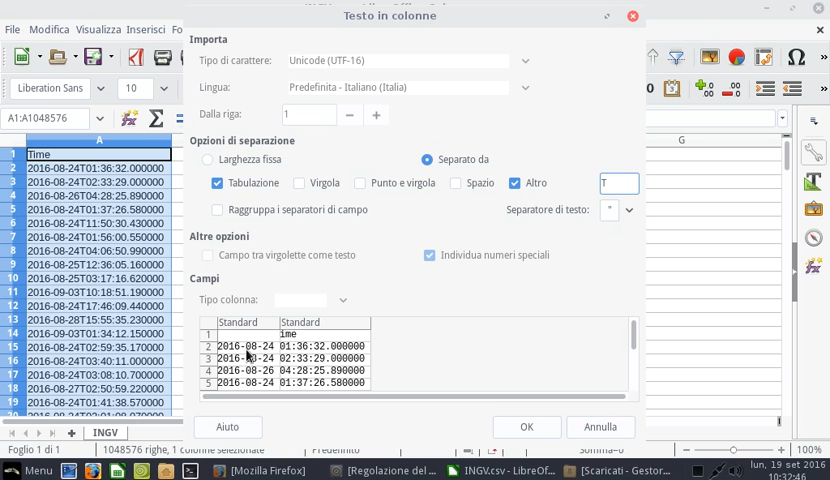 Testo in colonne
File Modifica Visualizza Inserisci
Liberation Sans 10
A1:A1048576
A G
1 Time
2 2016-08-24T01:36:32.000000
3 2016-08-24T02:33:29.000000
4 2016-08-26T04:28:25.890000
5 2016-08-24T01:37:26.580000
6 2016-08-24T11:50:30.430000
7 2016-08-24T01:56:00.550000
8 2016-08-24T04:06:50.990000
9 2016-08-25T12:36:05.160000
10 2016-08-25T03:17:16.620000
11 2016-09-03T10:18:51.190000
12 2016-08-24T17:46:09.440000
13 2016-08-28T15:55:35.230000
14 2016-09-03T01:34:12.150000
15 2016-08-24T02:59:35.170000
16 2016-08-24T03:40:11.000000
17 2016-08-24T03:08:10.700000
18 2016-08-27T02:50:59.220000
19 2016-08-24T01:41:38.570000
Importa
Tipo di carattere: Unicode (UTF-16)
Lingua: Predefinita - Italiano (Italia)
Dalla riga: 1
Opzioni di separazione
Larghezza fissa Separato da
Tabulazione Virgola Punto e virgola Spazio Altro T
Raggruppa i separatori di campo Separatore di testo: "
Altre opzioni
Campo tra virgolette come testo Individua numeri speciali
Campi
Tipo colonna:
Standard Standard
1 ime
2 2016-08-24 01:36:32.000000
3 2016-08-24 02:33:29.000000
4 2016-08-26 04:28:25.890000
5 2016-08-24 01:37:26.580000
Aiuto OK Annulla
INGV
Foglio 1 di 1 1048576 righe, 1 colonne selezionate Predefinito Somma=0 100%
Menu [Mozilla Firefox] [Regolazione del ... INGV.csv - LibreOf... [Scaricati - Gestor... lun, 19 set 2016
10:32:46